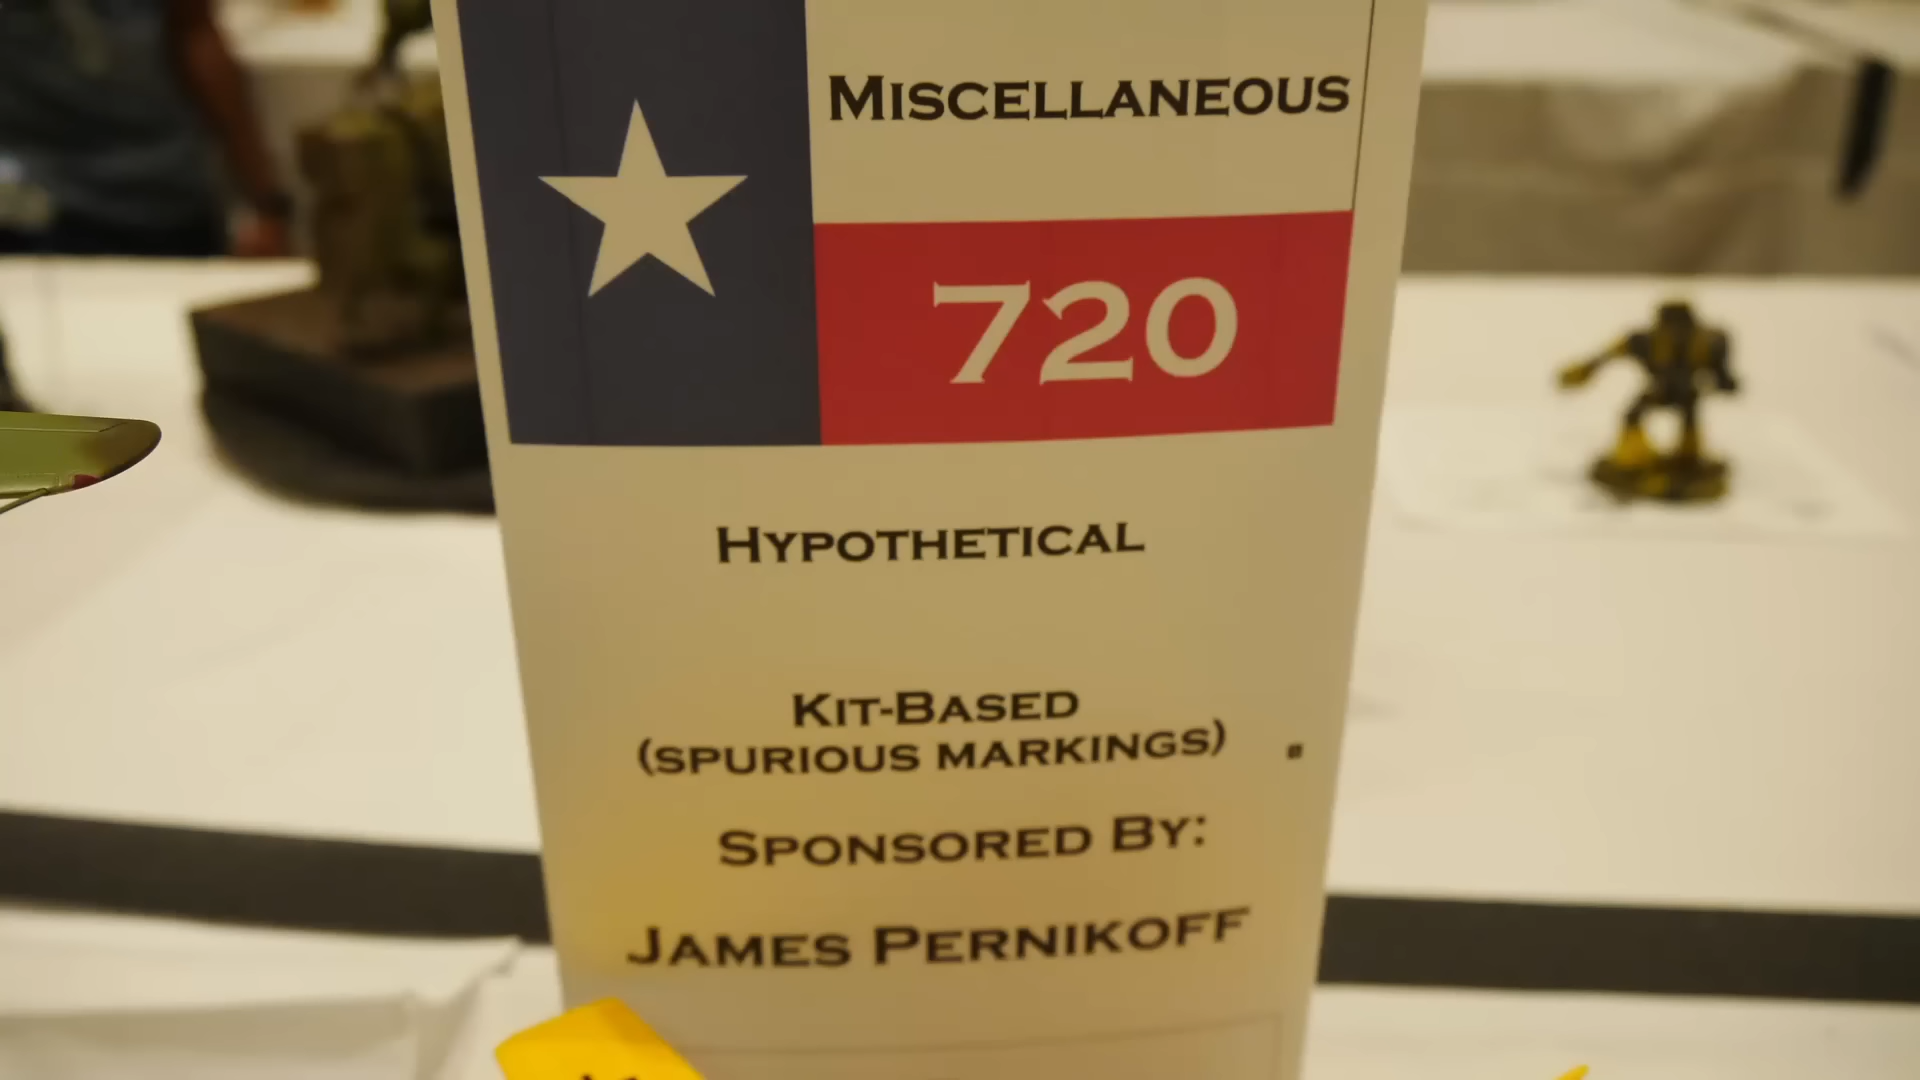 Miscellaneous
720
Hypothetical
Kit-Based
(spurious markings)
Sponsored By:
James Pernikoff